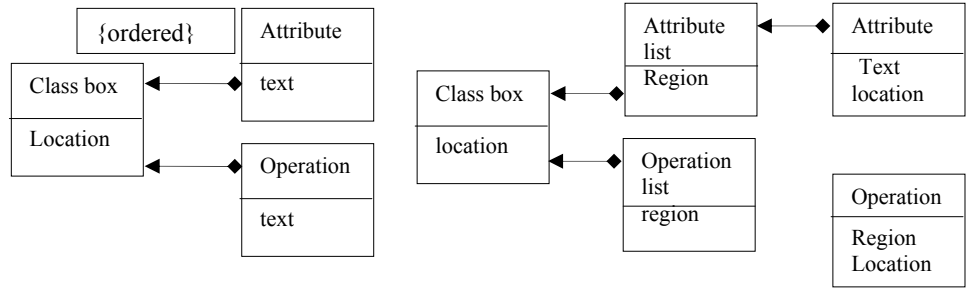 {ordered}
Attribute
text
Class box
Location
Operation
text
Class box
location
Attribute
list
Region
Operation
list
region
Attribute
Text
location
Operation
Region
Location